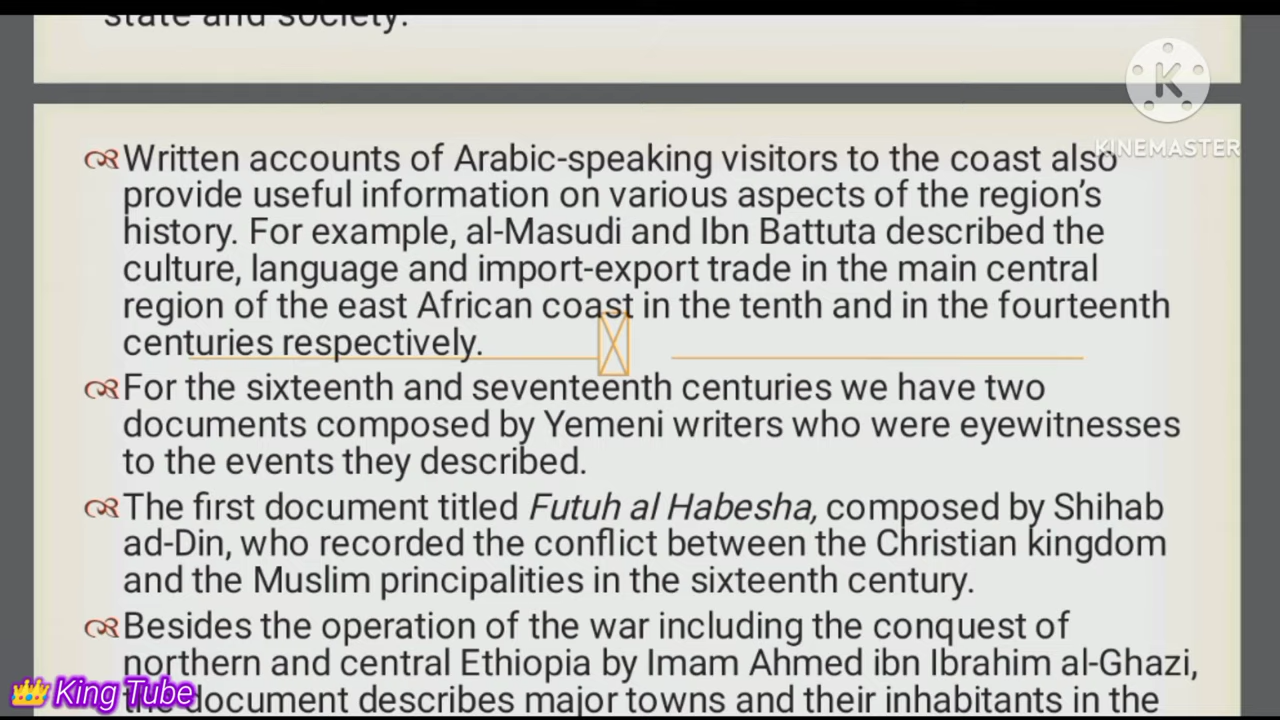 state and society.
KINEMASTER
Written accounts of Arabic-speaking visitors to the coast also
provide useful information on various aspects of the region's
history. For example, al-Masudi and Ibn Battuta described the
culture, language and import-export trade in the main central
region of the east African coast in the tenth and in the fourteenth
centuries respectively.
For the sixteenth and seventeenth centuries we have two
documents composed by Yemeni writers who were eyewitnesses
to the events they described.
The first document titled Futuh al Habesha, composed by Shihab
ad-Din, who recorded the conflict between the Christian kingdom
and the Muslim principalities in the sixteenth century.
Besides the operation of the war including the conquest of
northern and central Ethiopia by Imam Ahmed ibn Ibrahim al-Ghazi,
the document describes major towns and their inhabitants in the
King Tube